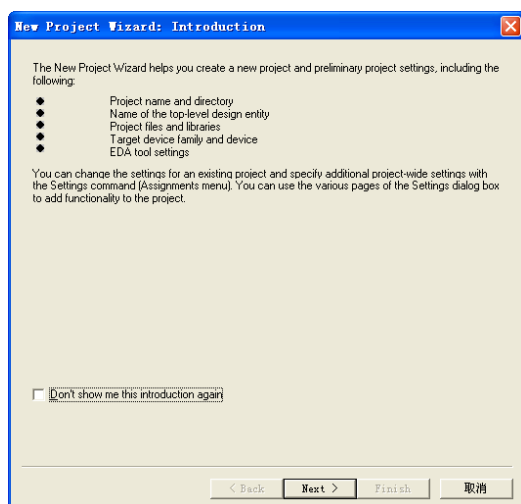 New Project Wizard: Introduction
The New Project Wizard helps you create a new project and preliminary project settings, including the
following:
Project name and directory
Name of the top-level design entity
Project files and libraries
Target device family and device
EDA tool settings
You can change the settings for an existing project and specify additional project-wide settings with
the Settings command (Assignments menu). You can use the various pages of the Settings dialog box
to add functionality to the project.
Don't show me this introduction again
< Back Next > Finish 取消